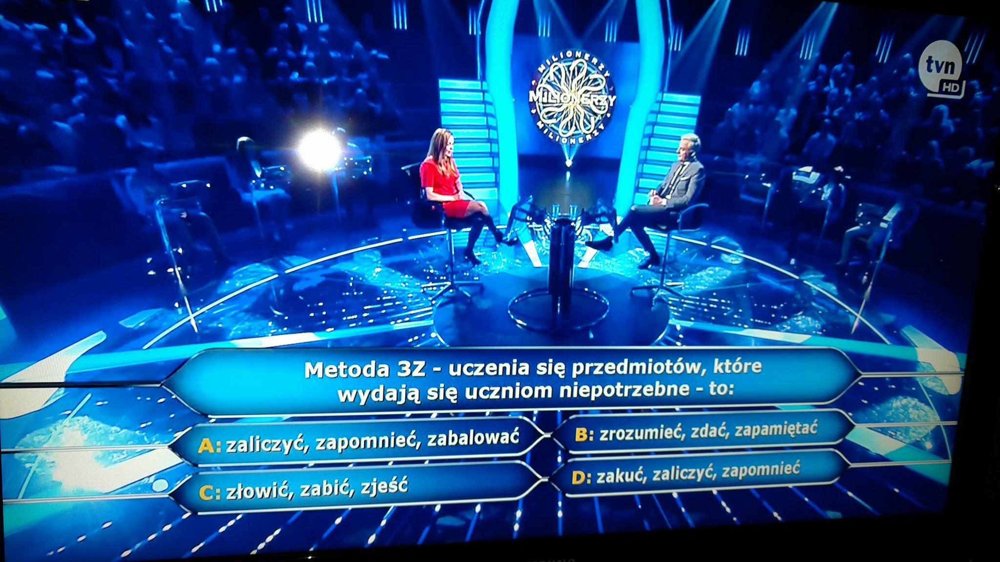 MILIONERZY
MILIONERZY
MILIONERZY
tvn
HD
Metoda 3Z - uczenia się przedmiotów, które
wydają się uczniom niepotrzebne - to:
A: zaliczyć, zapomnieć, zabalować
B: zrozumieć, zdać, zapamiętać
C: złowić, zabić, zjeść
D: zakuć, zaliczyć, zapomnieć